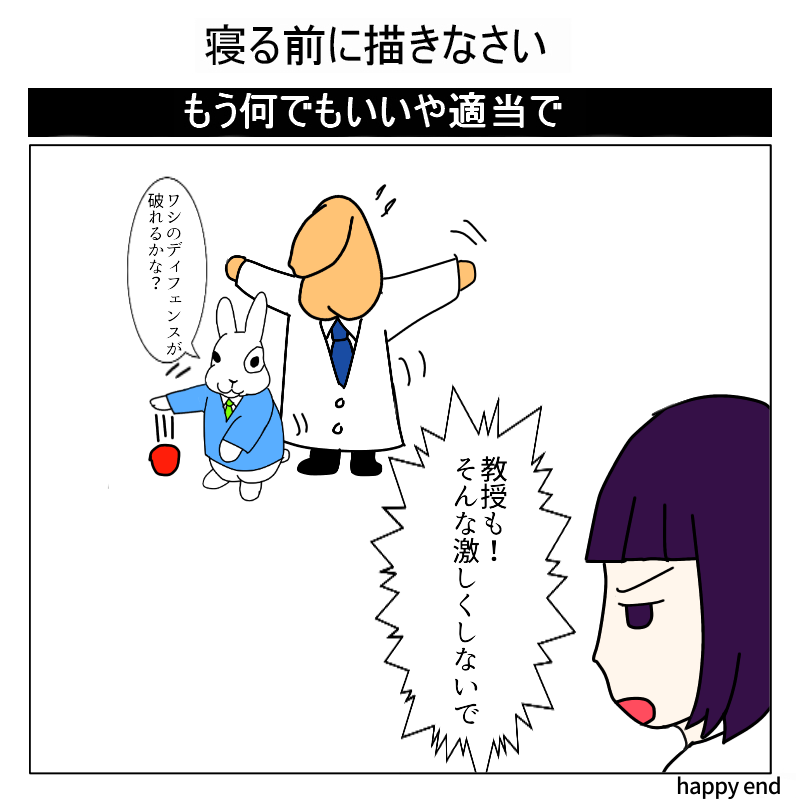 寝る前に描きなさい
もう何でもいいや適当で
ワシのディフェンスが
破れるかな？
教授も！
そんな激しくしないで
happy end